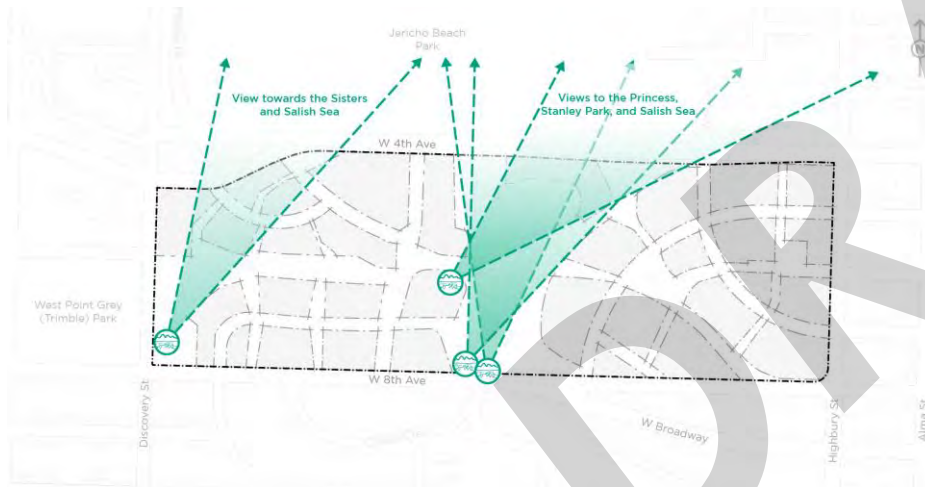 Jericho Beach
Park
N
View towards the Sisters
and Salish Sea
Views to the Princess,
Stanley Park, and Salish Sea
W 4th Ave
West Point Grey
(Trimble) Park
W 8th Ave
Discovery St
W Broadway
Highbury St
Alma St
DR